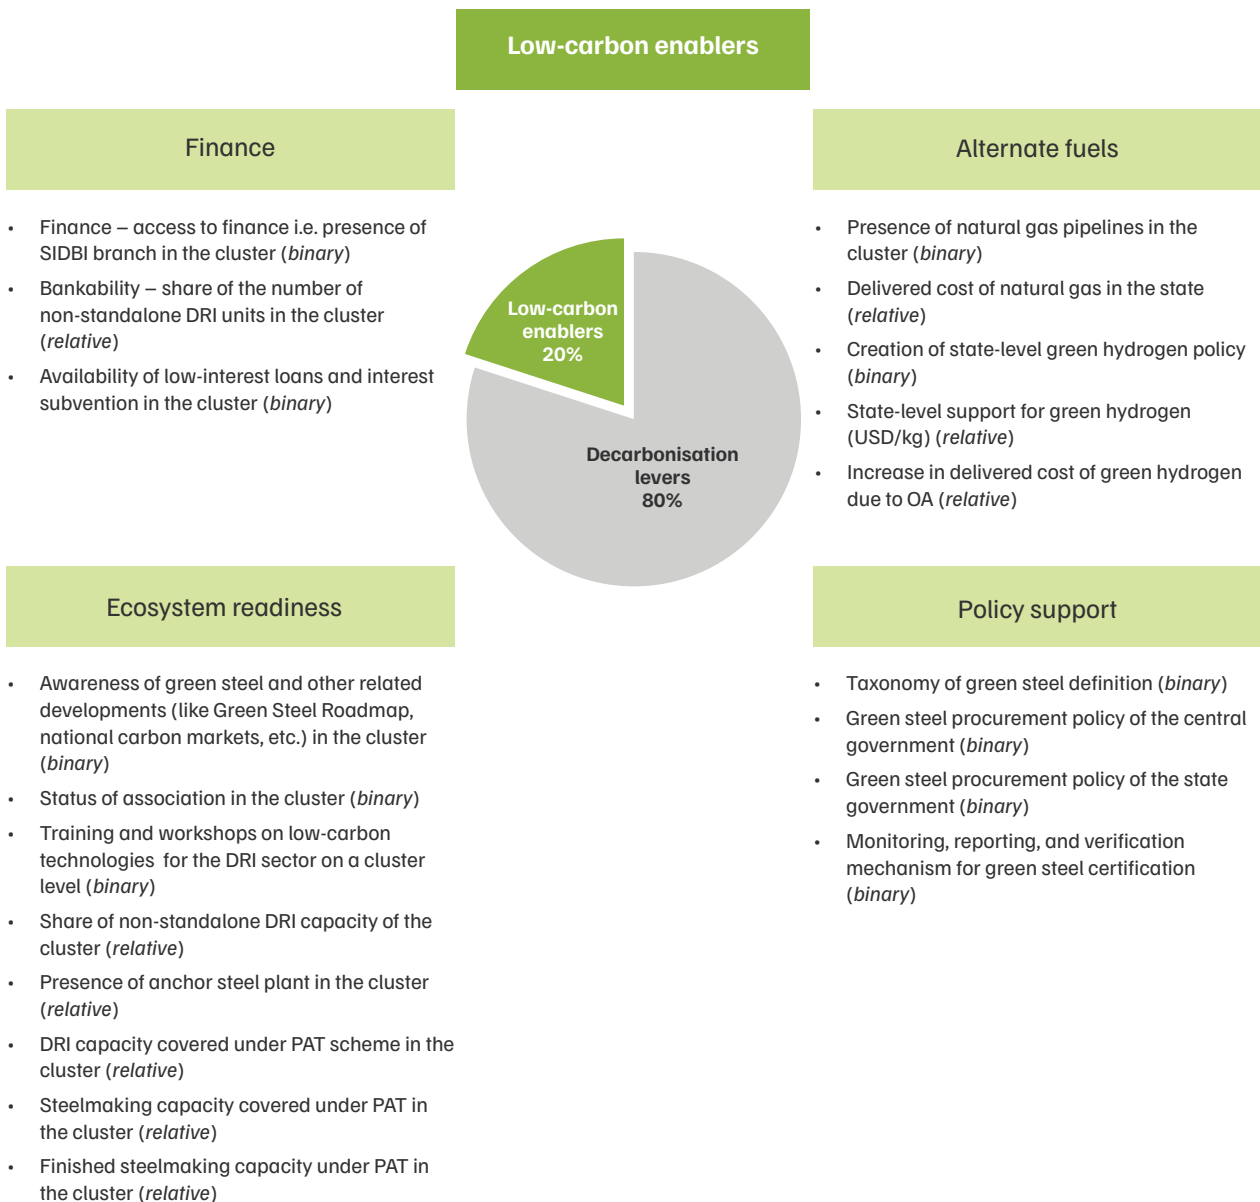 Low-carbon enablers
Finance
• Finance – access to finance i.e. presence of
SIDBI branch in the cluster (binary)
• Bankability – share of the number of
non-standalone DRI units in the cluster
(relative)
• Availability of low-interest loans and interest
subvention in the cluster (binary)
Low-carbon
enablers
20%
Decarbonisation
levers
80%
Alternate fuels
• Presence of natural gas pipelines in the
cluster (binary)
• Delivered cost of natural gas in the state
(relative)
• Creation of state-level green hydrogen policy
(binary)
• State-level support for green hydrogen
(USD/kg) (relative)
• Increase in delivered cost of green hydrogen
due to OA (relative)
Ecosystem readiness
• Awareness of green steel and other related
developments (like Green Steel Roadmap,
national carbon markets, etc.) in the cluster
(binary)
• Status of association in the cluster (binary)
• Training and workshops on low-carbon
technologies for the DRI sector on a cluster
level (binary)
• Share of non-standalone DRI capacity of the
cluster (relative)
• Presence of anchor steel plant in the cluster
(relative)
• DRI capacity covered under PAT scheme in the
cluster (relative)
• Steelmaking capacity covered under PAT in
the cluster (relative)
• Finished steelmaking capacity under PAT in
the cluster (relative)
Policy support
• Taxonomy of green steel definition (binary)
• Green steel procurement policy of the central
government (binary)
• Green steel procurement policy of the state
government (binary)
• Monitoring, reporting, and verification
mechanism for green steel certification
(binary)